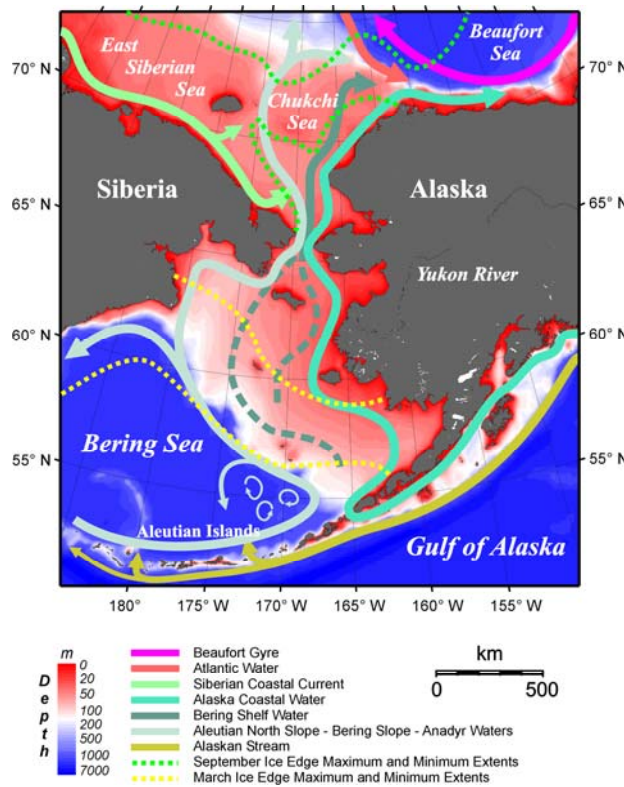 East
Siberian
Sea
Beaufort
Sea
Chukchi
Sea
70° N
70° N
Siberia
Alaska
65° N
65° N
Yukon River
60° N
60° N
Bering Sea
55° N
55° N
Aleutian Islands
Gulf of Alaska
180° W
175° W
170° W
165° W
160° W
155° W
m
Depth
0
20
50
100
200
500
1000
7000
Beaufort Gyre
Atlantic Water
Siberian Coastal Current
Alaska Coastal Water
Bering Shelf Water
Aleutian North Slope - Bering Slope - Anadyr Waters
Alaskan Stream
September Ice Edge Maximum and Minimum Extents
March Ice Edge Maximum and Minimum Extents
km
0 500